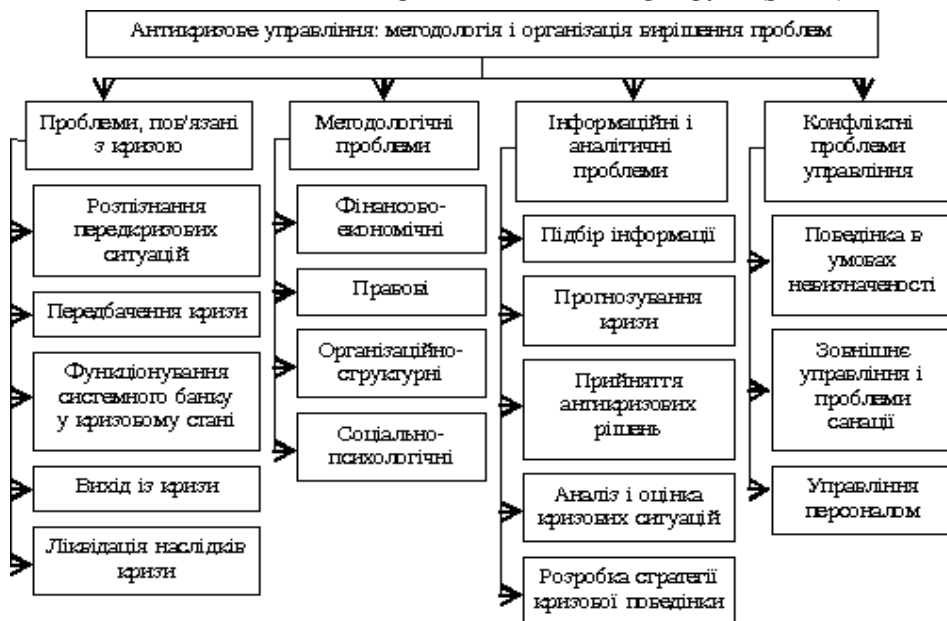 Антикризове управління: методологія і організація вирішення проблем
Проблеми, пов'язані
з кризою
Розпізнання
передкризових
ситуацій
Передбачення кризи
Функціонування
системного банку
у кризовому стані
Вихід із кризи
Ліквідація наслідків
кризи
Методологічні
проблеми
Фінансово-
економічні
Правові
Організаційно-
структурні
Соціально-
психологічні
Інформаційні і
аналітичні
проблеми
Підбір інформації
Прогнозування
кризи
Прийняття
антикризових
рішень
Аналіз і оцінка
кризових ситуацій
Розробка стратегії
кризової поведінки
Конфліктні
проблеми
управління
Поведінка в
умовах
невизначеності
Зовнішнє
управління і
проблеми
санації
Управління
персоналом